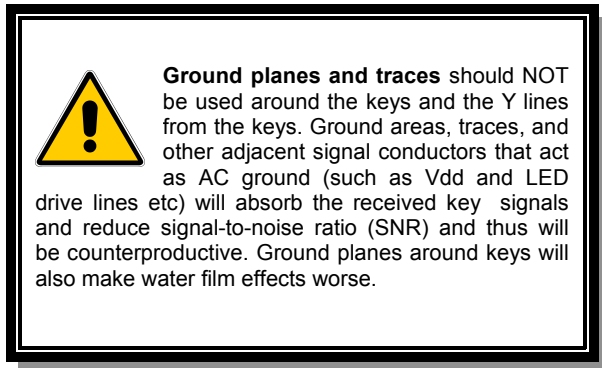 Ground planes and traces should NOT
be used around the keys and the Y lines
from the keys. Ground areas, traces, and
other adjacent signal conductors that act
as AC ground (such as Vdd and LED
drive lines etc) will absorb the received key signals
and reduce signal-to-noise ratio (SNR) and thus will
be counterproductive. Ground planes around keys will
also make water film effects worse.